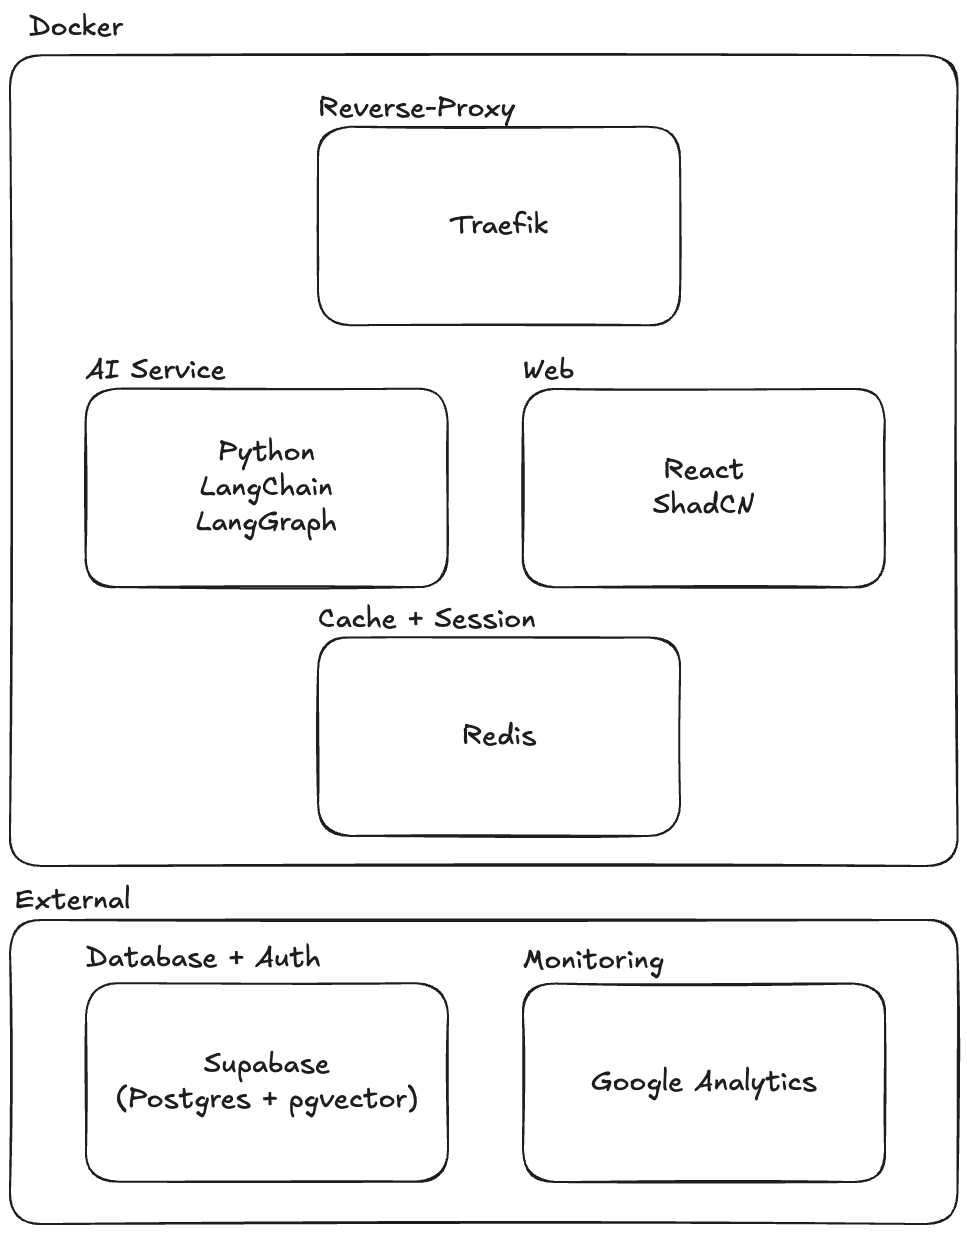 Docker
Reverse-Proxy
Traefik
AI Service
Python
LangChain
LangGraph
Web
React
ShadCN
Cache + Session
Redis
External
Database + Auth
Supabase
(Postgres + pgvector)
Monitoring
Google Analytics